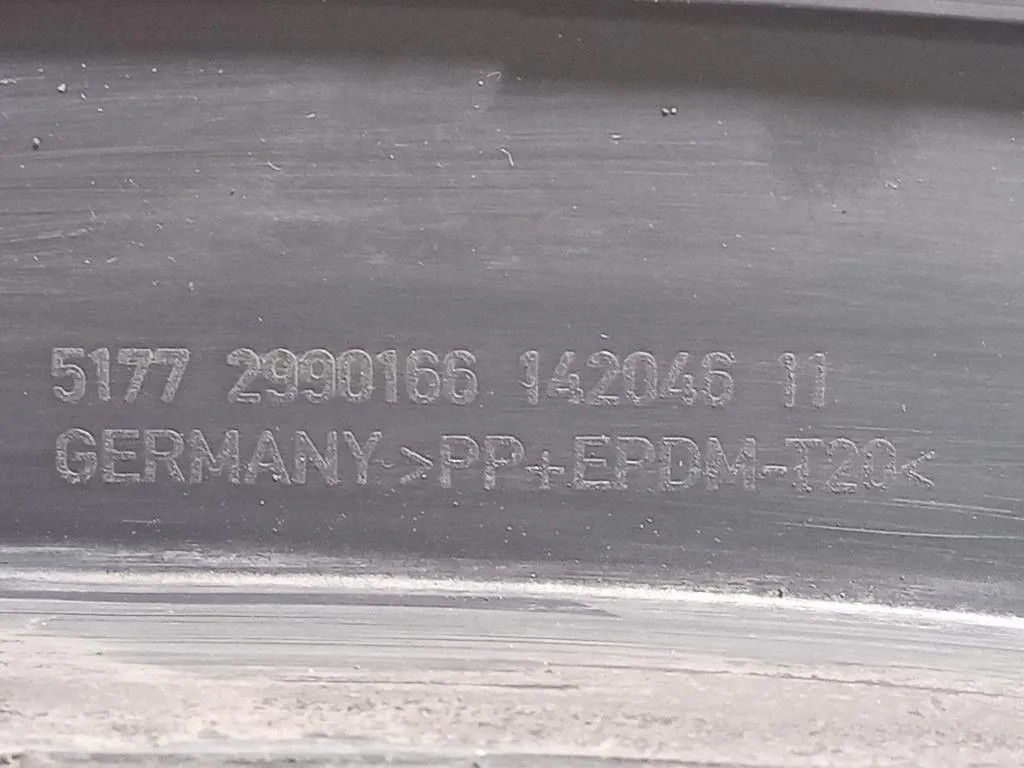 5177 2990166 142046 11
GERMANY >PP+EPDM-T20<